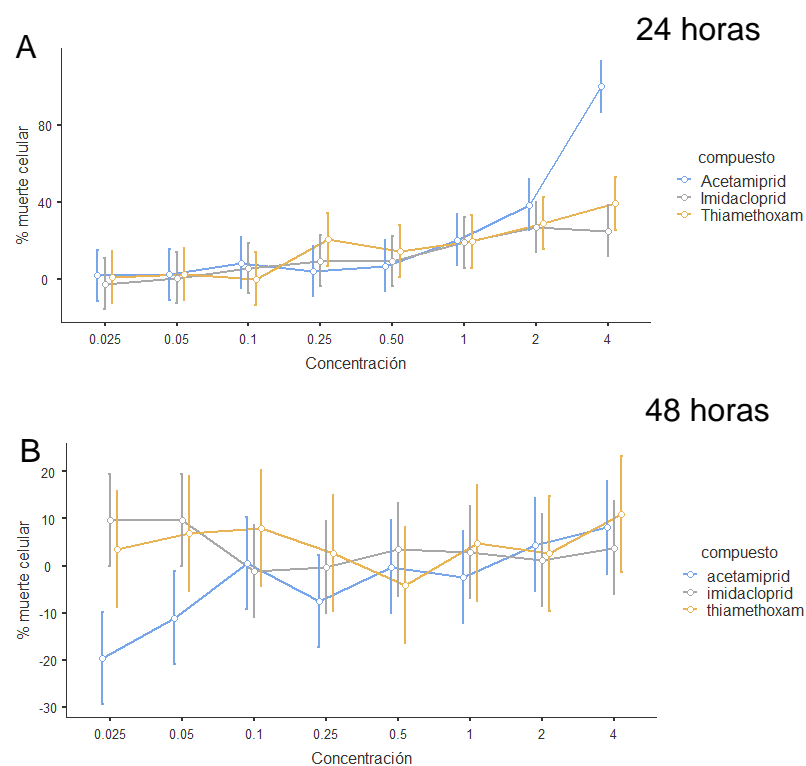 24 horas
A
% muerte celular
80
40
0
0.025 0.05 0.1 0.25 0.50 1 2 4
Concentración
compuesto
Acetamiprid
Imidacloprid
Thiamethoxam
48 horas
B
% muerte celular
20
10
0
-10
-20
-30
0.025 0.05 0.1 0.25 0.5 1 2 4
Concentración
compuesto
acetamiprid
imidacloprid
thiamethoxam